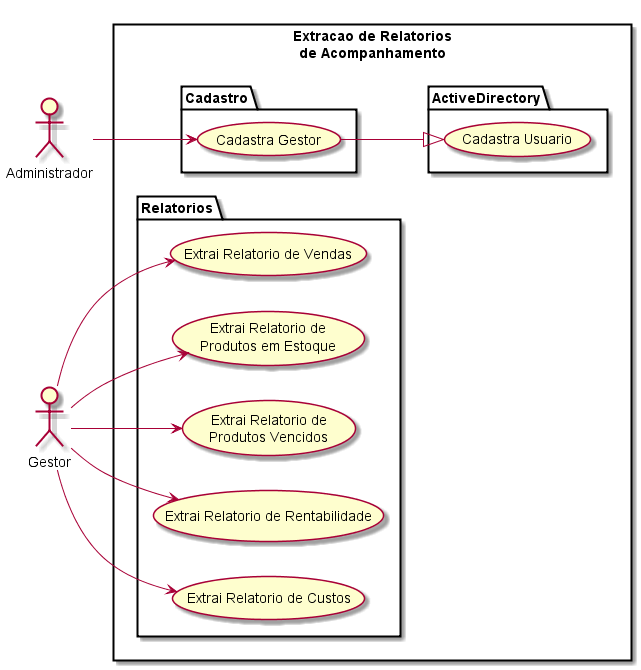 Extracao de Relatorios
de Acompanhamento
Cadastro
ActiveDirectory
Cadastra Gestor
Cadastra Usuario
Administrador
Relatorios
Extrai Relatorio de Vendas
Extrai Relatorio de
Produtos em Estoque
Extrai Relatorio de
Produtos Vencidos
Gestor
Extrai Relatorio de Rentabilidade
Extrai Relatorio de Custos